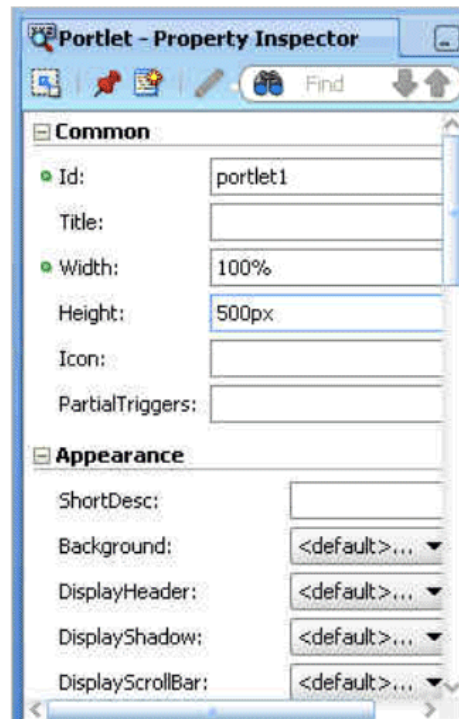 Portlet - Property Inspector
Find
Common
Id: portlet1
Title:
Width: 100%
Height: 500px
Icon:
PartialTriggers:
Appearance
ShortDesc:
Background: <default>...
DisplayHeader: <default>...
DisplayShadow: <default>...
DisplayScrollBar: <default>...